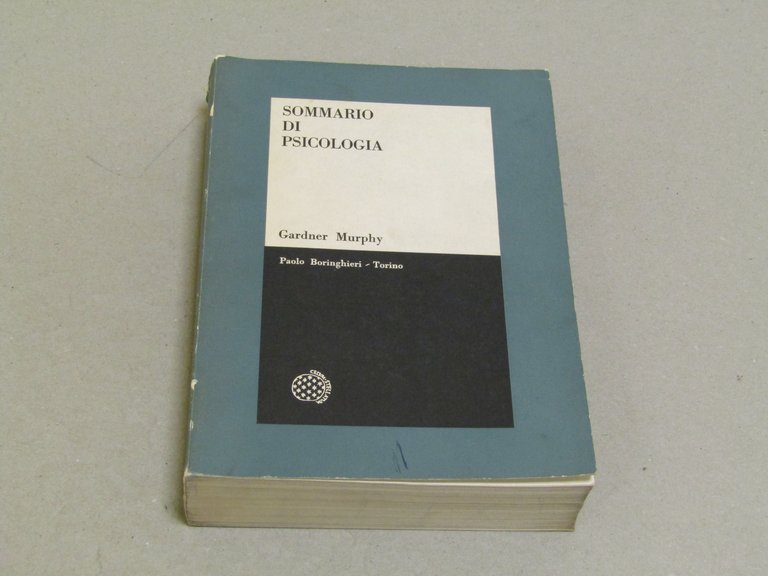 SOMMARIO
DI
PSICOLOGIA
Gardner Murphy
Paolo Boringhieri - Torino